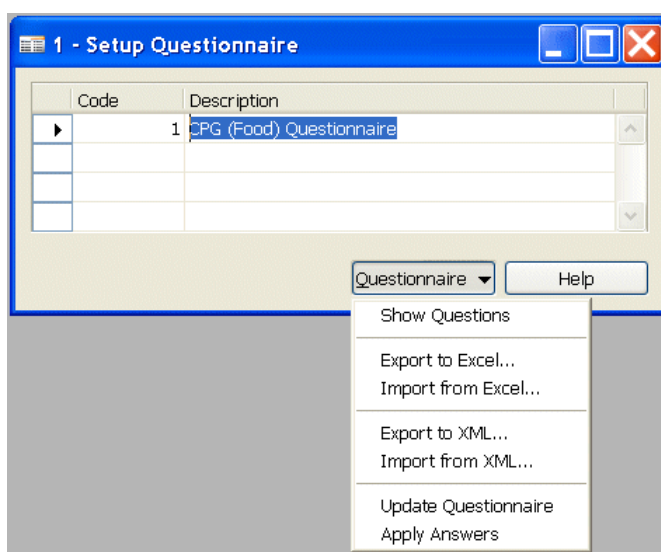 1 - Setup Questionnaire
Code Description
1 CPG (Food) Questionnaire
Questionnaire Help
Show Questions
Export to Excel...
Import from Excel...
Export to XML...
Import from XML...
Update Questionnaire
Apply Answers